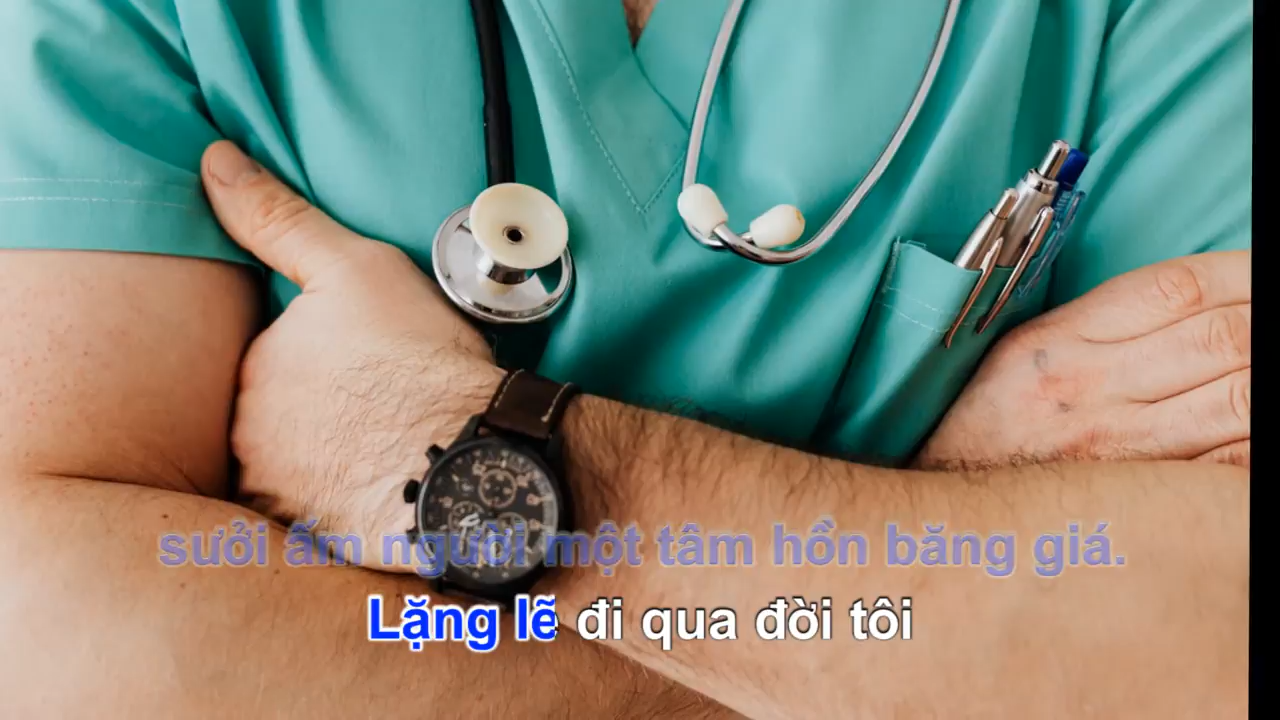 sưởi ấm người một tâm hồn băng giá.
Lặng lẽ đi qua đời tôi